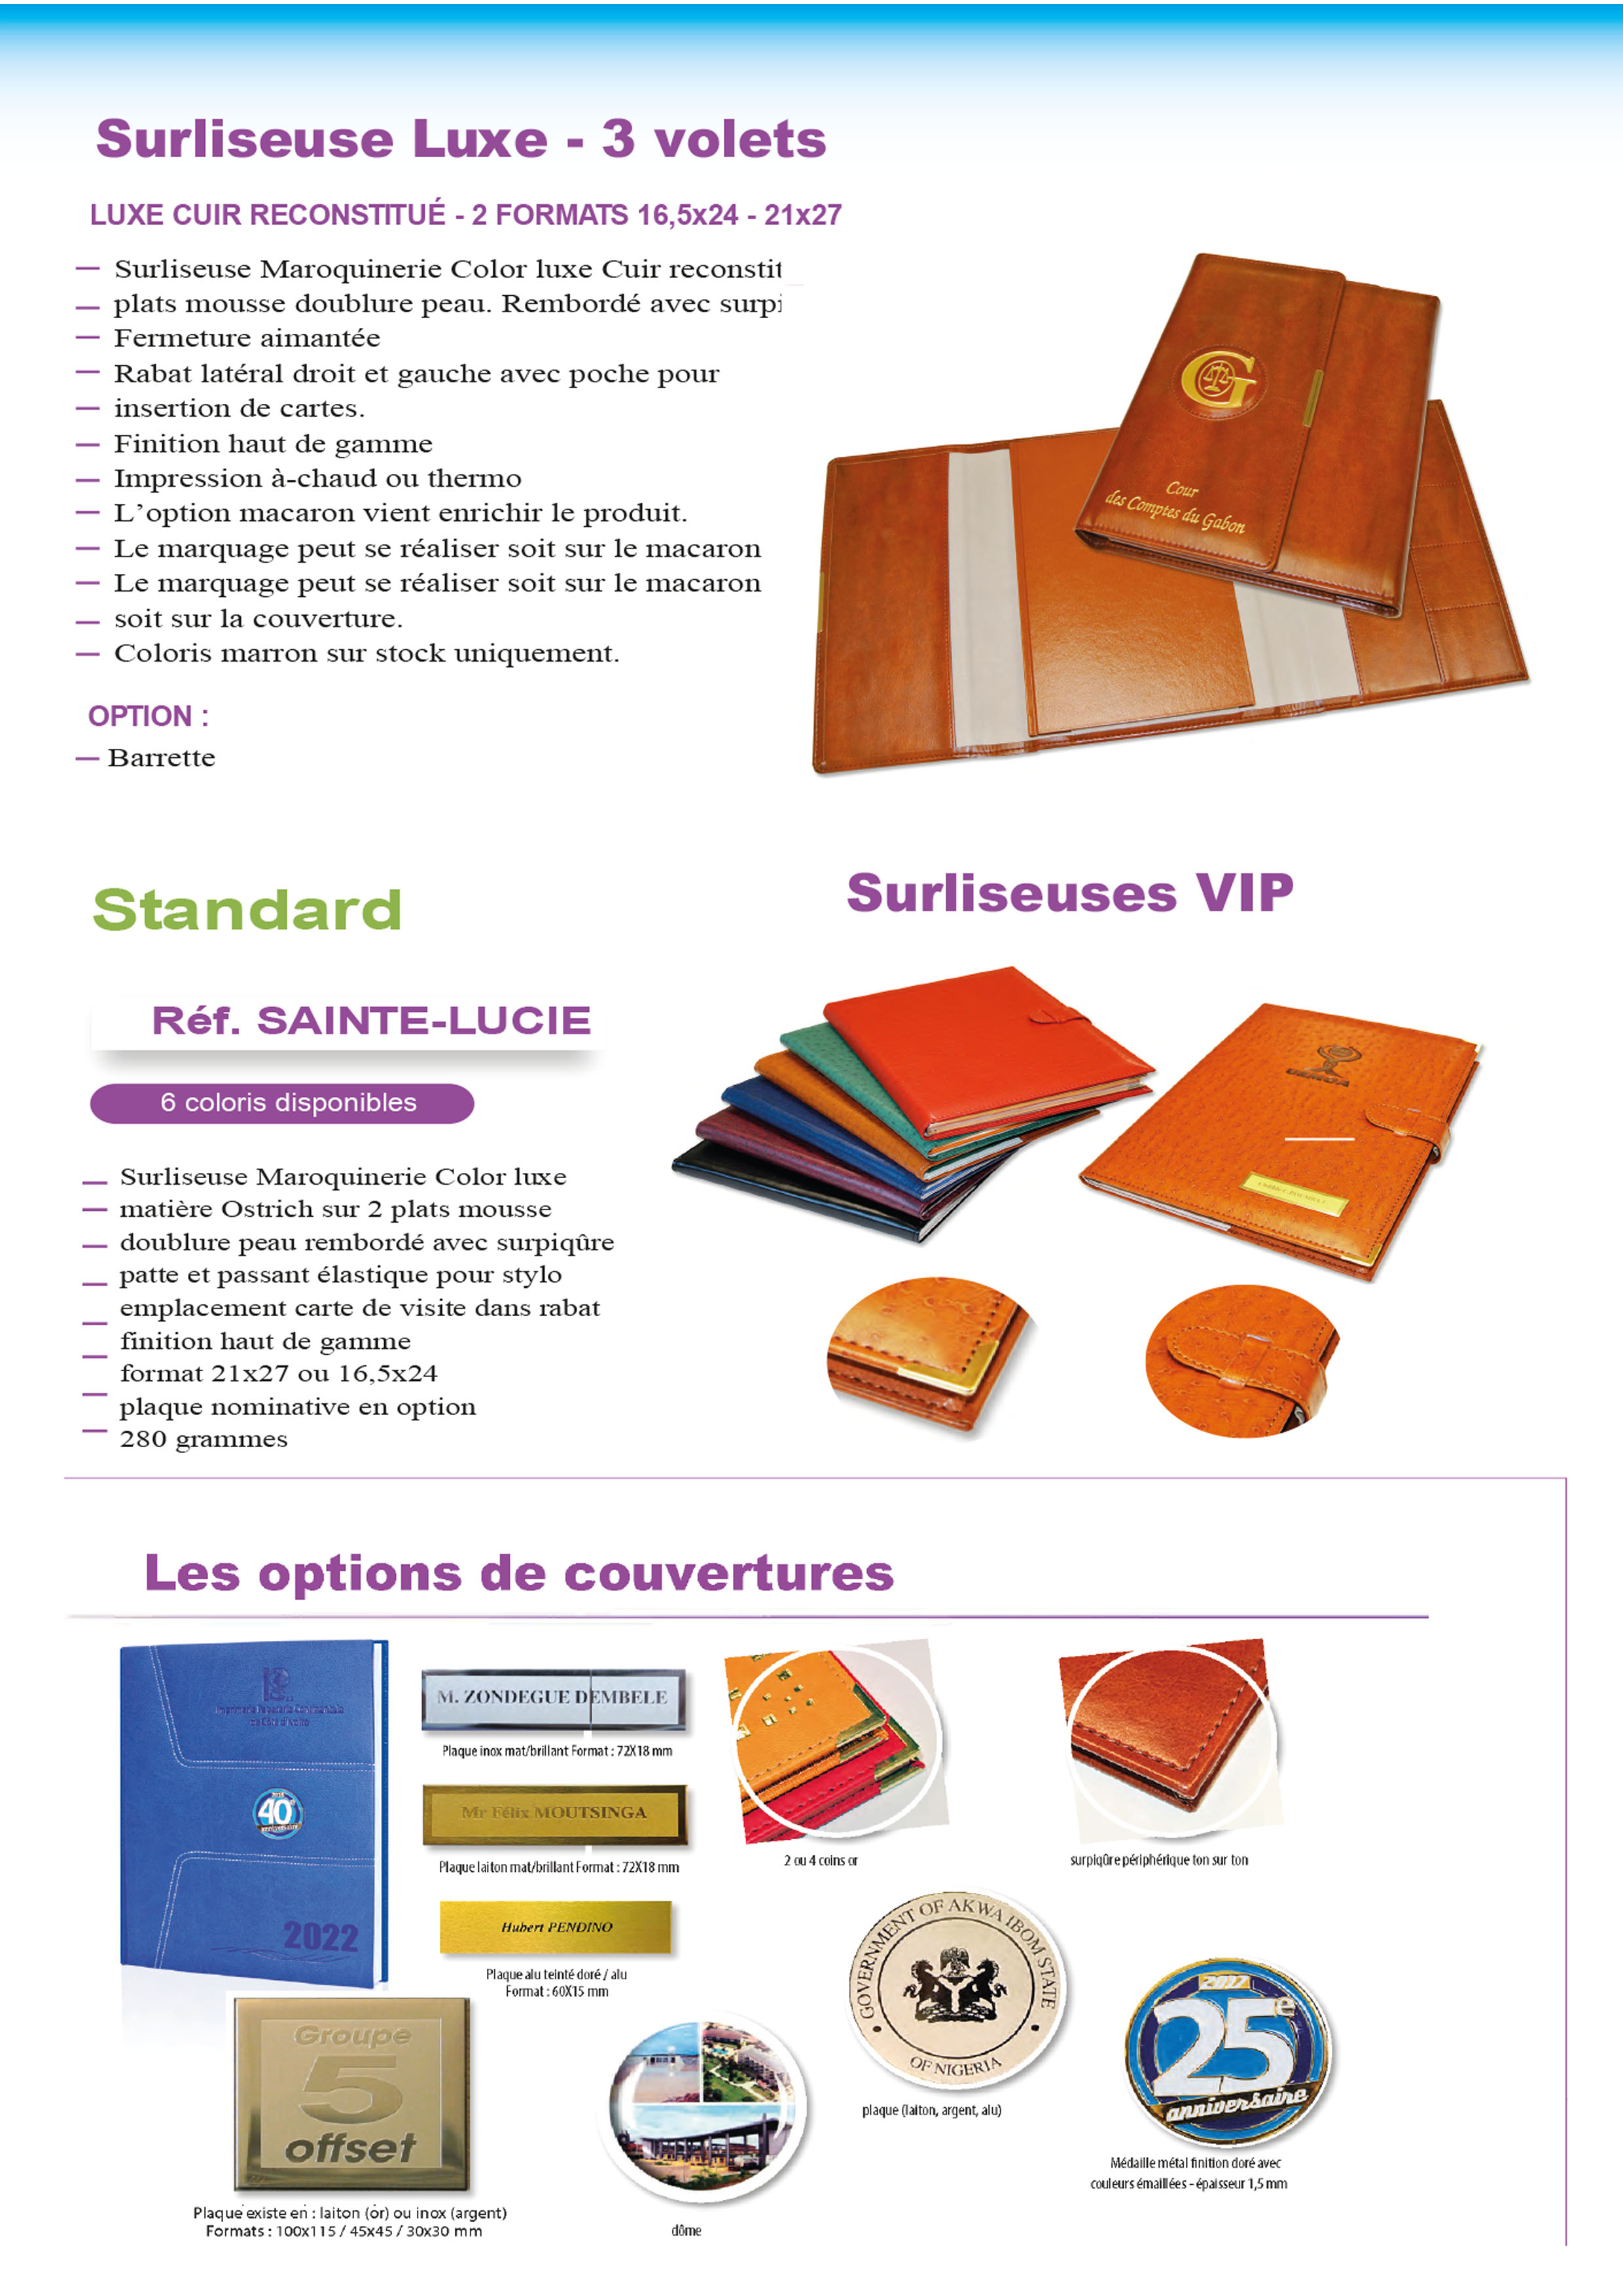 Surliseuse Luxe - 3 volets
LUXE CUIR RECONSTITUÉ - 2 FORMATS 16,5x24 - 21x27
— Surliseuse Maroquinerie Color luxe Cuir reconstit
— plats mousse doublure peau. Rembordé avec surpi
— Fermeture aimantée
— Rabat latéral droit et gauche avec poche pour
— insertion de cartes.
— Finition haut de gamme
— Impression à-chaud ou thermo
— L'option macaron vient enrichir le produit.
— Le marquage peut se réaliser soit sur le macaron
— Le marquage peut se réaliser soit sur le macaron
— soit sur la couverture.
— Coloris marron sur stock uniquement.
OPTION :
— Barrette
G
Cour
des Comptes du Gabon
Standard
Réf. SAINTE-LUCIE
6 coloris disponibles
— Surliseuse Maroquinerie Color luxe
— matière Ostrich sur 2 plats mousse
— doublure peau rembordé avec surpiqûre
— patte et passant élastique pour stylo
emplacement carte de visite dans rabat
— finition haut de gamme
— format 21x27 ou 16,5x24
— plaque nominative en option
— 280 grammes
Surliseuses VIP
Les options de couvertures
40
anniversaire
2022
M. ZONDEGUE DEMBELE
Plaque inox mat/brillant Format : 72X18 mm
Mr Félix MOUTSINGA
Plaque laiton mat/brillant Format : 72X18 mm
Hubert PENDINO
Plaque alu teinté doré / alu
Format : 60X15 mm
2 ou 4 coins or
surpiqûre périphérique ton sur ton
Groupe
5
offset
Plaque existe en : laiton (or) ou inox (argent)
Formats : 100x115 / 45x45 / 30x30 mm
dôme
GOVERNMENT OF AKWA IBOM STATE
OF NIGERIA
plaque (laiton, argent, alu)
2017
25e
anniversaire
Médaille métal finition doré avec
couleurs émaillées - épaisseur 1,5 mm